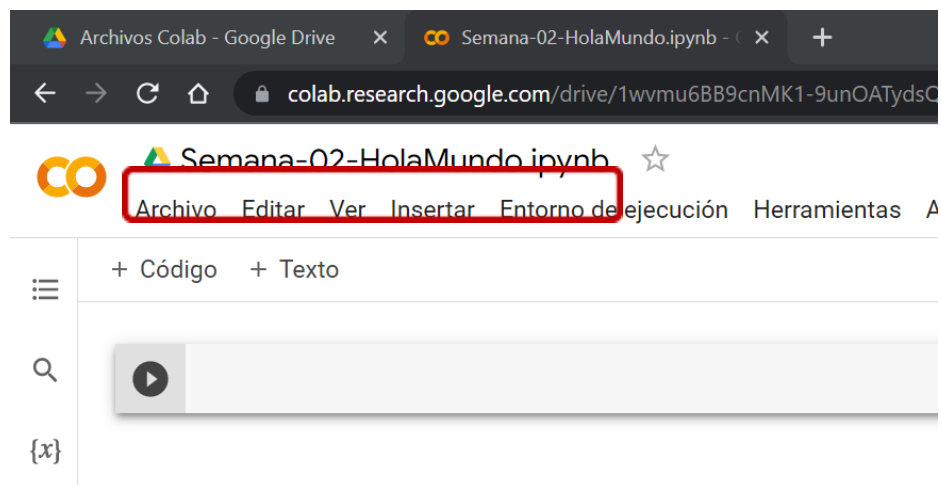 Archivos Colab - Google Drive
Semana-02-HolaMundo.ipynb -
colab.research.google.com/drive/1wvmu6BB9cnMK1-9unOATydsQ
Semana-02-HolaMundo.ipynb
Archivo Editar Ver Insertar Entorno de ejecución Herramientas A
+ Código + Texto
{x}